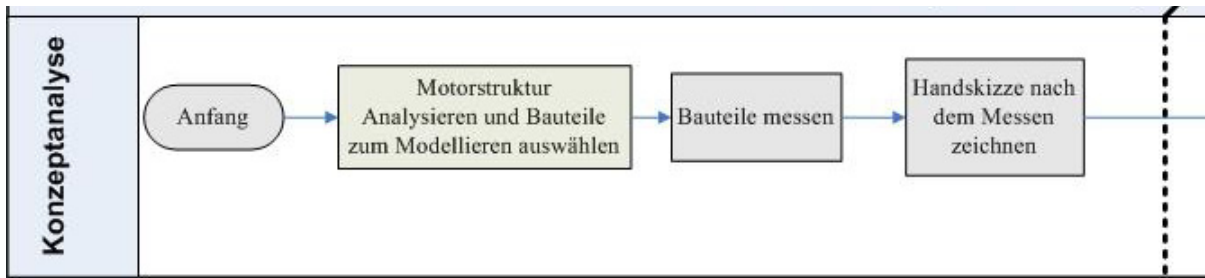 Konzeptanalyse
Anfang
Motorstruktur
Analysieren und Bauteile
zum Modellieren auswählen
Bauteile messen
Handskizze nach
dem Messen
zeichnen